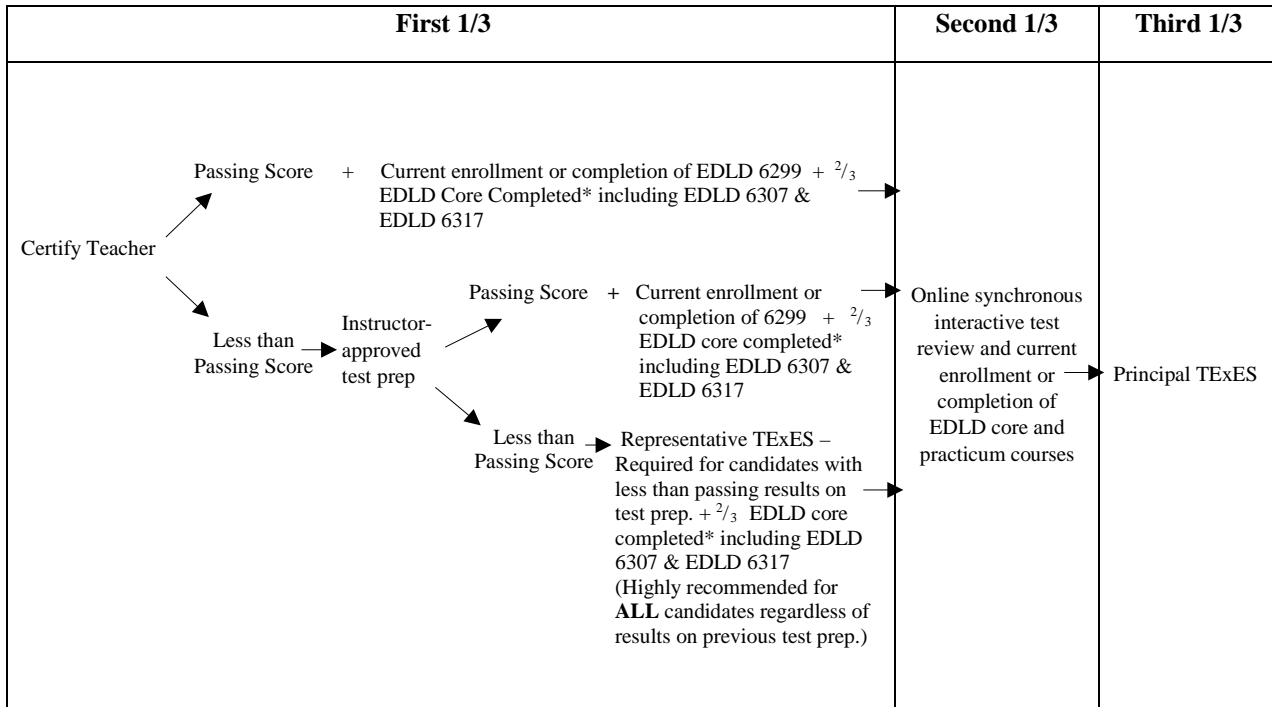 First 1/3
Second 1/3
Third 1/3
Passing Score + Current enrollment or completion of EDLD 6299 + 2/3
EDLD Core Completed* including EDLD 6307 &
EDLD 6317
Certify Teacher
Less than
Passing Score
Instructor-
approved
test prep
Passing Score + Current enrollment or
completion of 6299 + 2/3
EDLD core completed*
including EDLD 6307 &
EDLD 6317
Less than
Passing Score
Representative TExES –
Required for candidates with
less than passing results on
test prep. + 2/3 EDLD core
completed* including EDLD
6307 & EDLD 6317
(Highly recommended for
ALL candidates regardless of
results on previous test prep.)
Online synchronous
interactive test
review and current
enrollment or
completion of
EDLD core and
practicum courses
Principal TExES